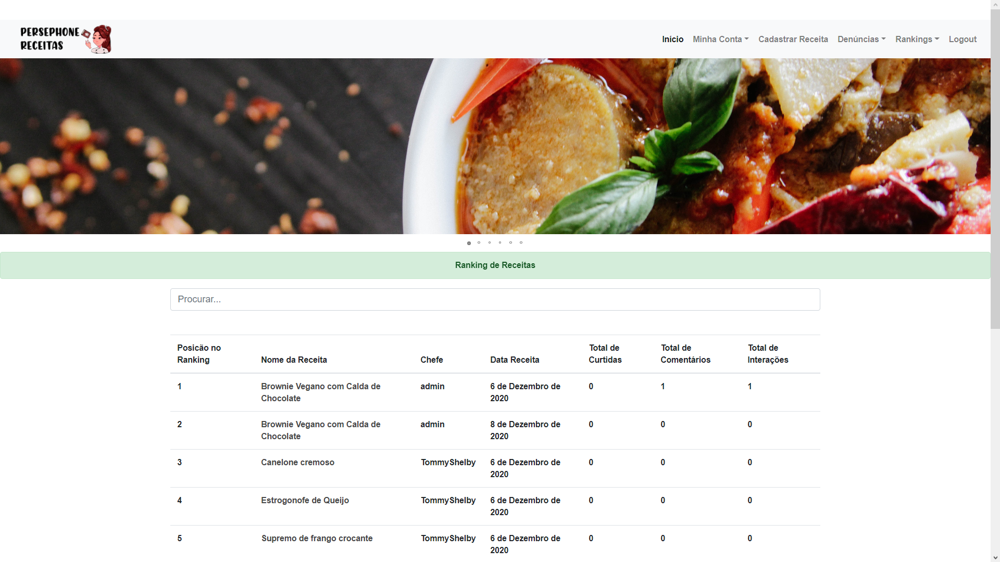 PERSEPHONE
RECEITAS
Início Minha Conta Cadastrar Receita Denúncias Rankings Logout
Ranking de Receitas
Procurar...
Posicão no Ranking Nome da Receita Chefe Data Receita Total de Curtidas Total de Comentários Total de Interações
1 Brownie Vegano com Calda de Chocolate admin 6 de Dezembro de 2020 0 1 1
2 Brownie Vegano com Calda de Chocolate admin 8 de Dezembro de 2020 0 0 0
3 Canelone cremoso TommyShelby 6 de Dezembro de 2020 0 0 0
4 Estrogonofe de Queijo TommyShelby 6 de Dezembro de 2020 0 0 0
5 Supremo de frango crocante TommyShelby 6 de Dezembro de 2020 0 0 0